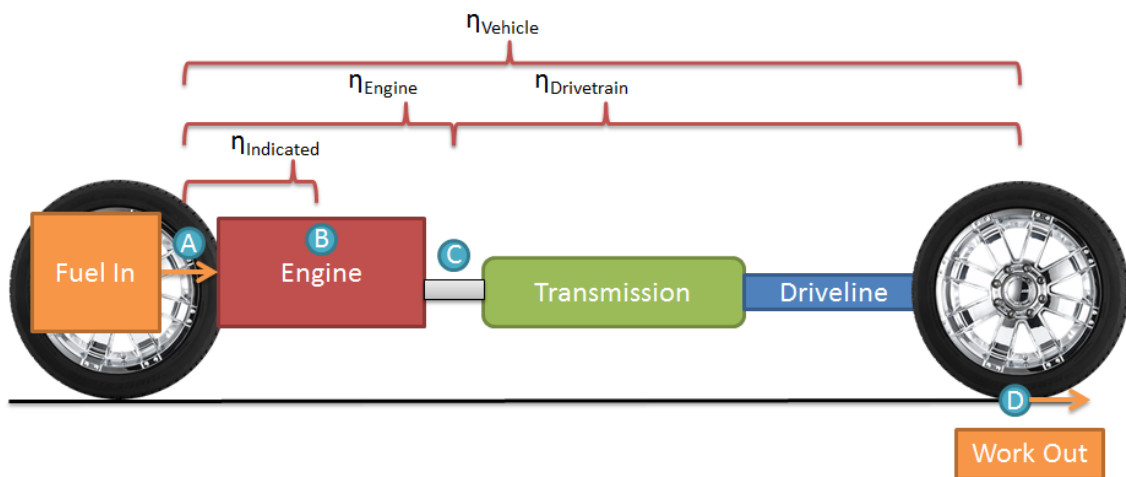 ηVehicle
ηEngine
ηDrivetrain
ηIndicated
A
B
C
Fuel In
Engine
Transmission
Driveline
D
Work Out